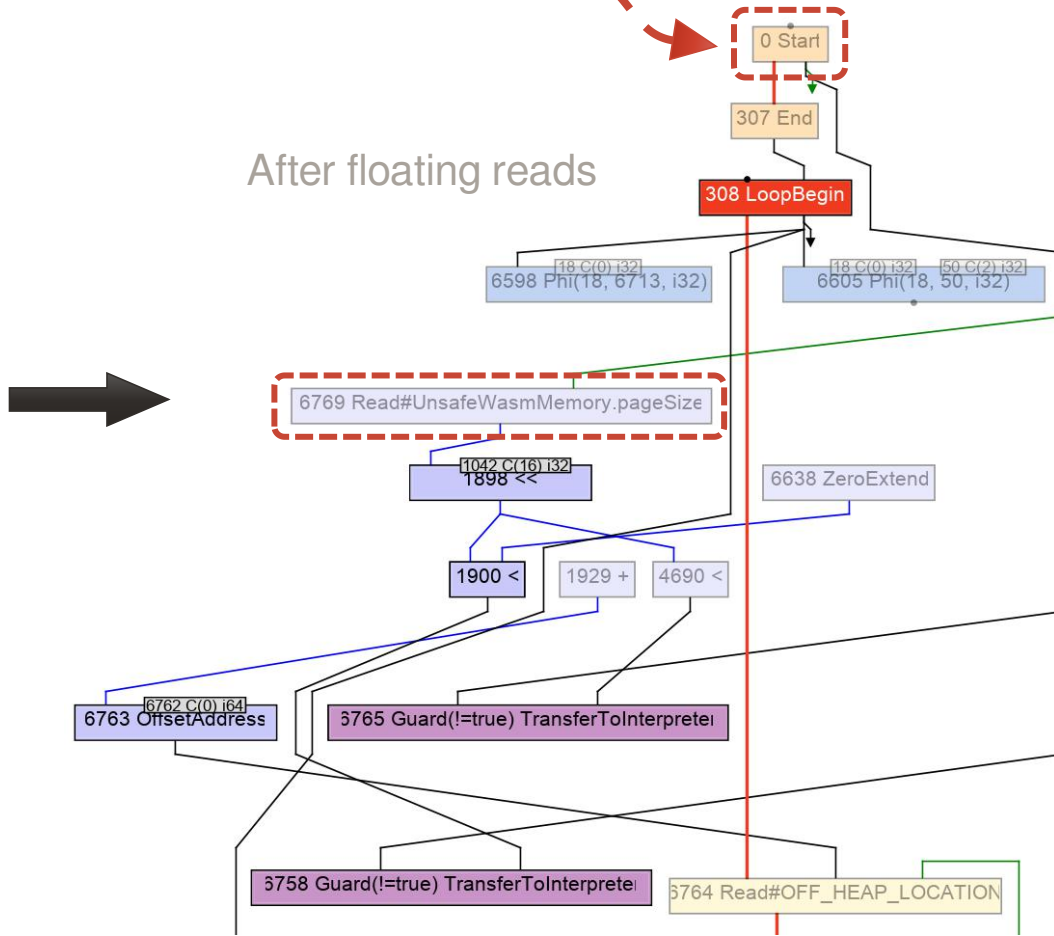 0 Start
307 End
After floating reads
308 LoopBegin
18 C(0) i32
6598 Phi(18, 6713, i32)
18 C(0) i32 50 C(2) i32
6605 Phi(18, 50, i32)
6769 Read#UnsafeWasmMemory.pageSize
1042 C(16) i32
1898 <<
6638 ZeroExtend
1900 <
1929 +
4690 <
6762 C(0) i64
6763 OffsetAddress
6765 Guard(!=true) TransferToInterpreter
6758 Guard(!=true) TransferToInterpreter
6764 Read#OFF_HEAP_LOCATION